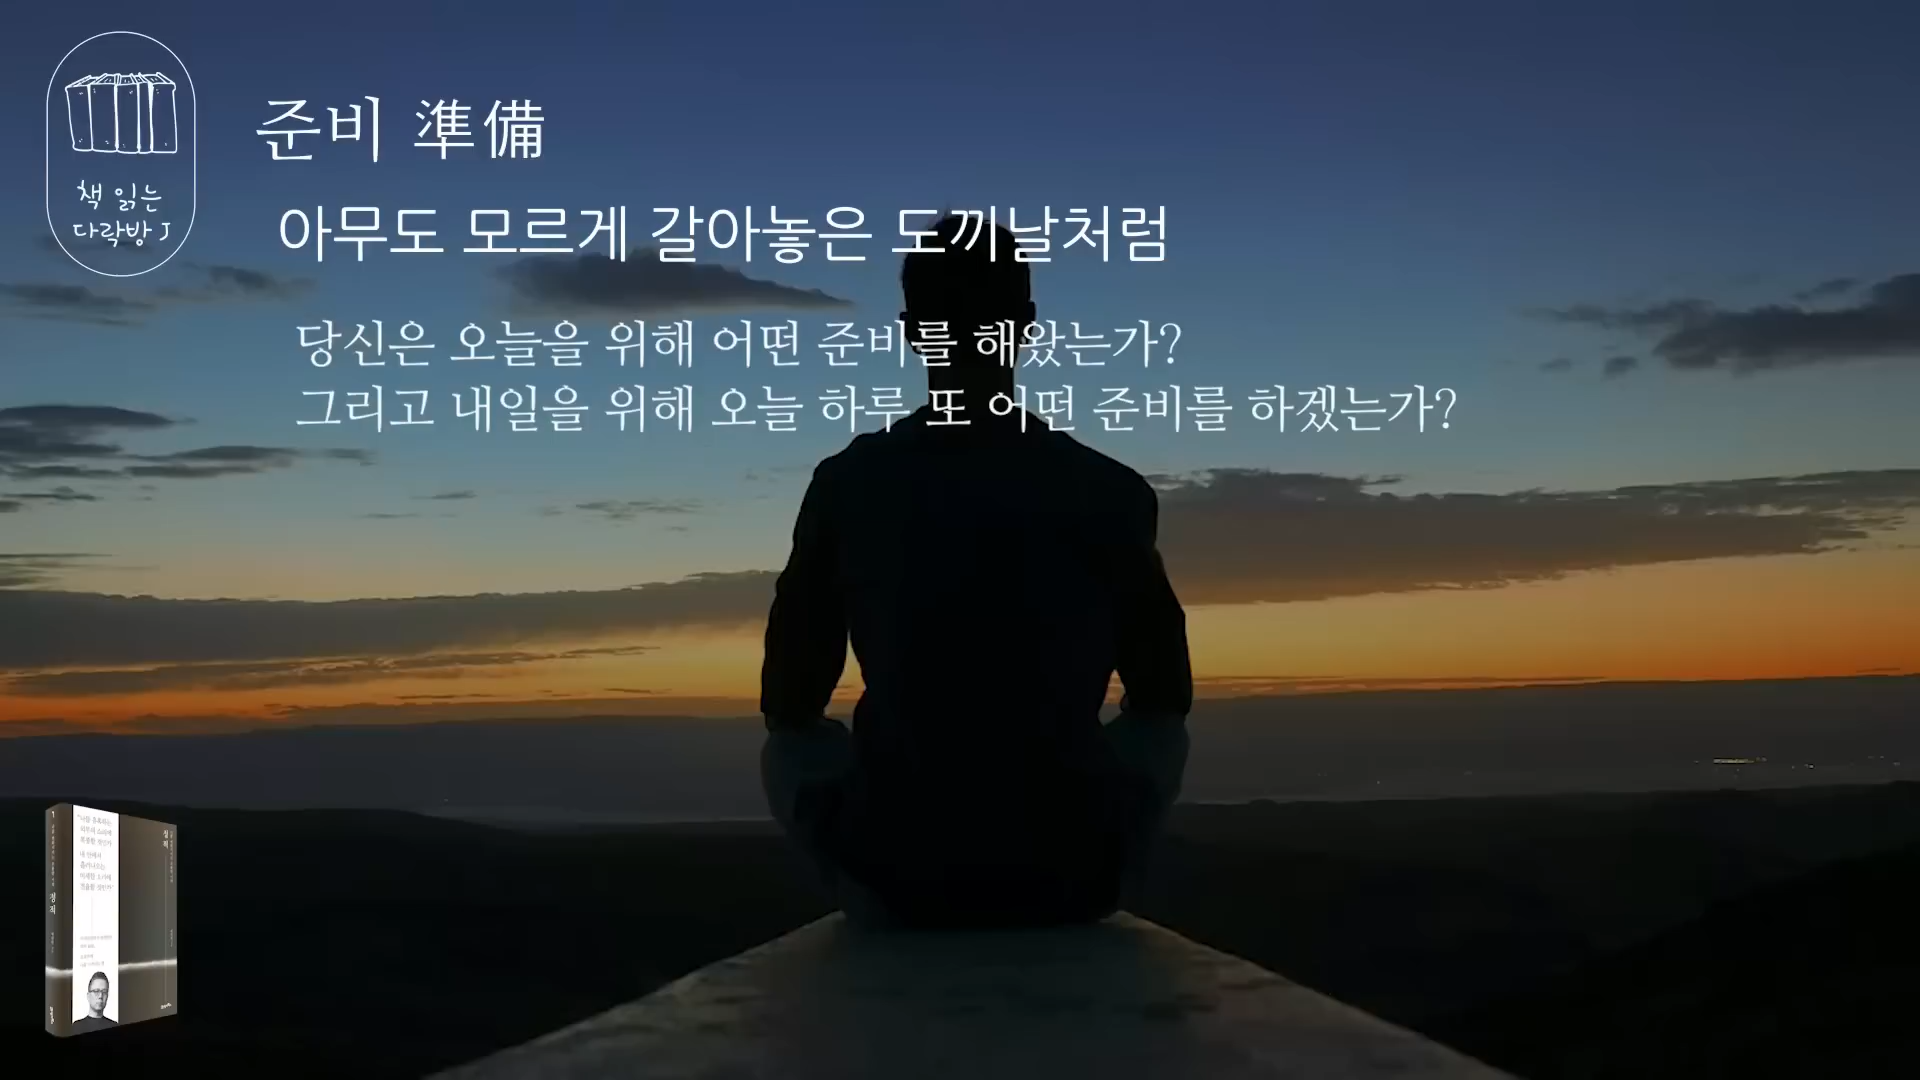 책 읽는
다락방 J
준비 準備
아무도 모르게 갈아놓은 도끼날처럼
당신은 오늘을 위해 어떤 준비를 해왔는가?
그리고 내일을 위해 오늘 하루 또 어떤 준비를 하겠는가?
정적